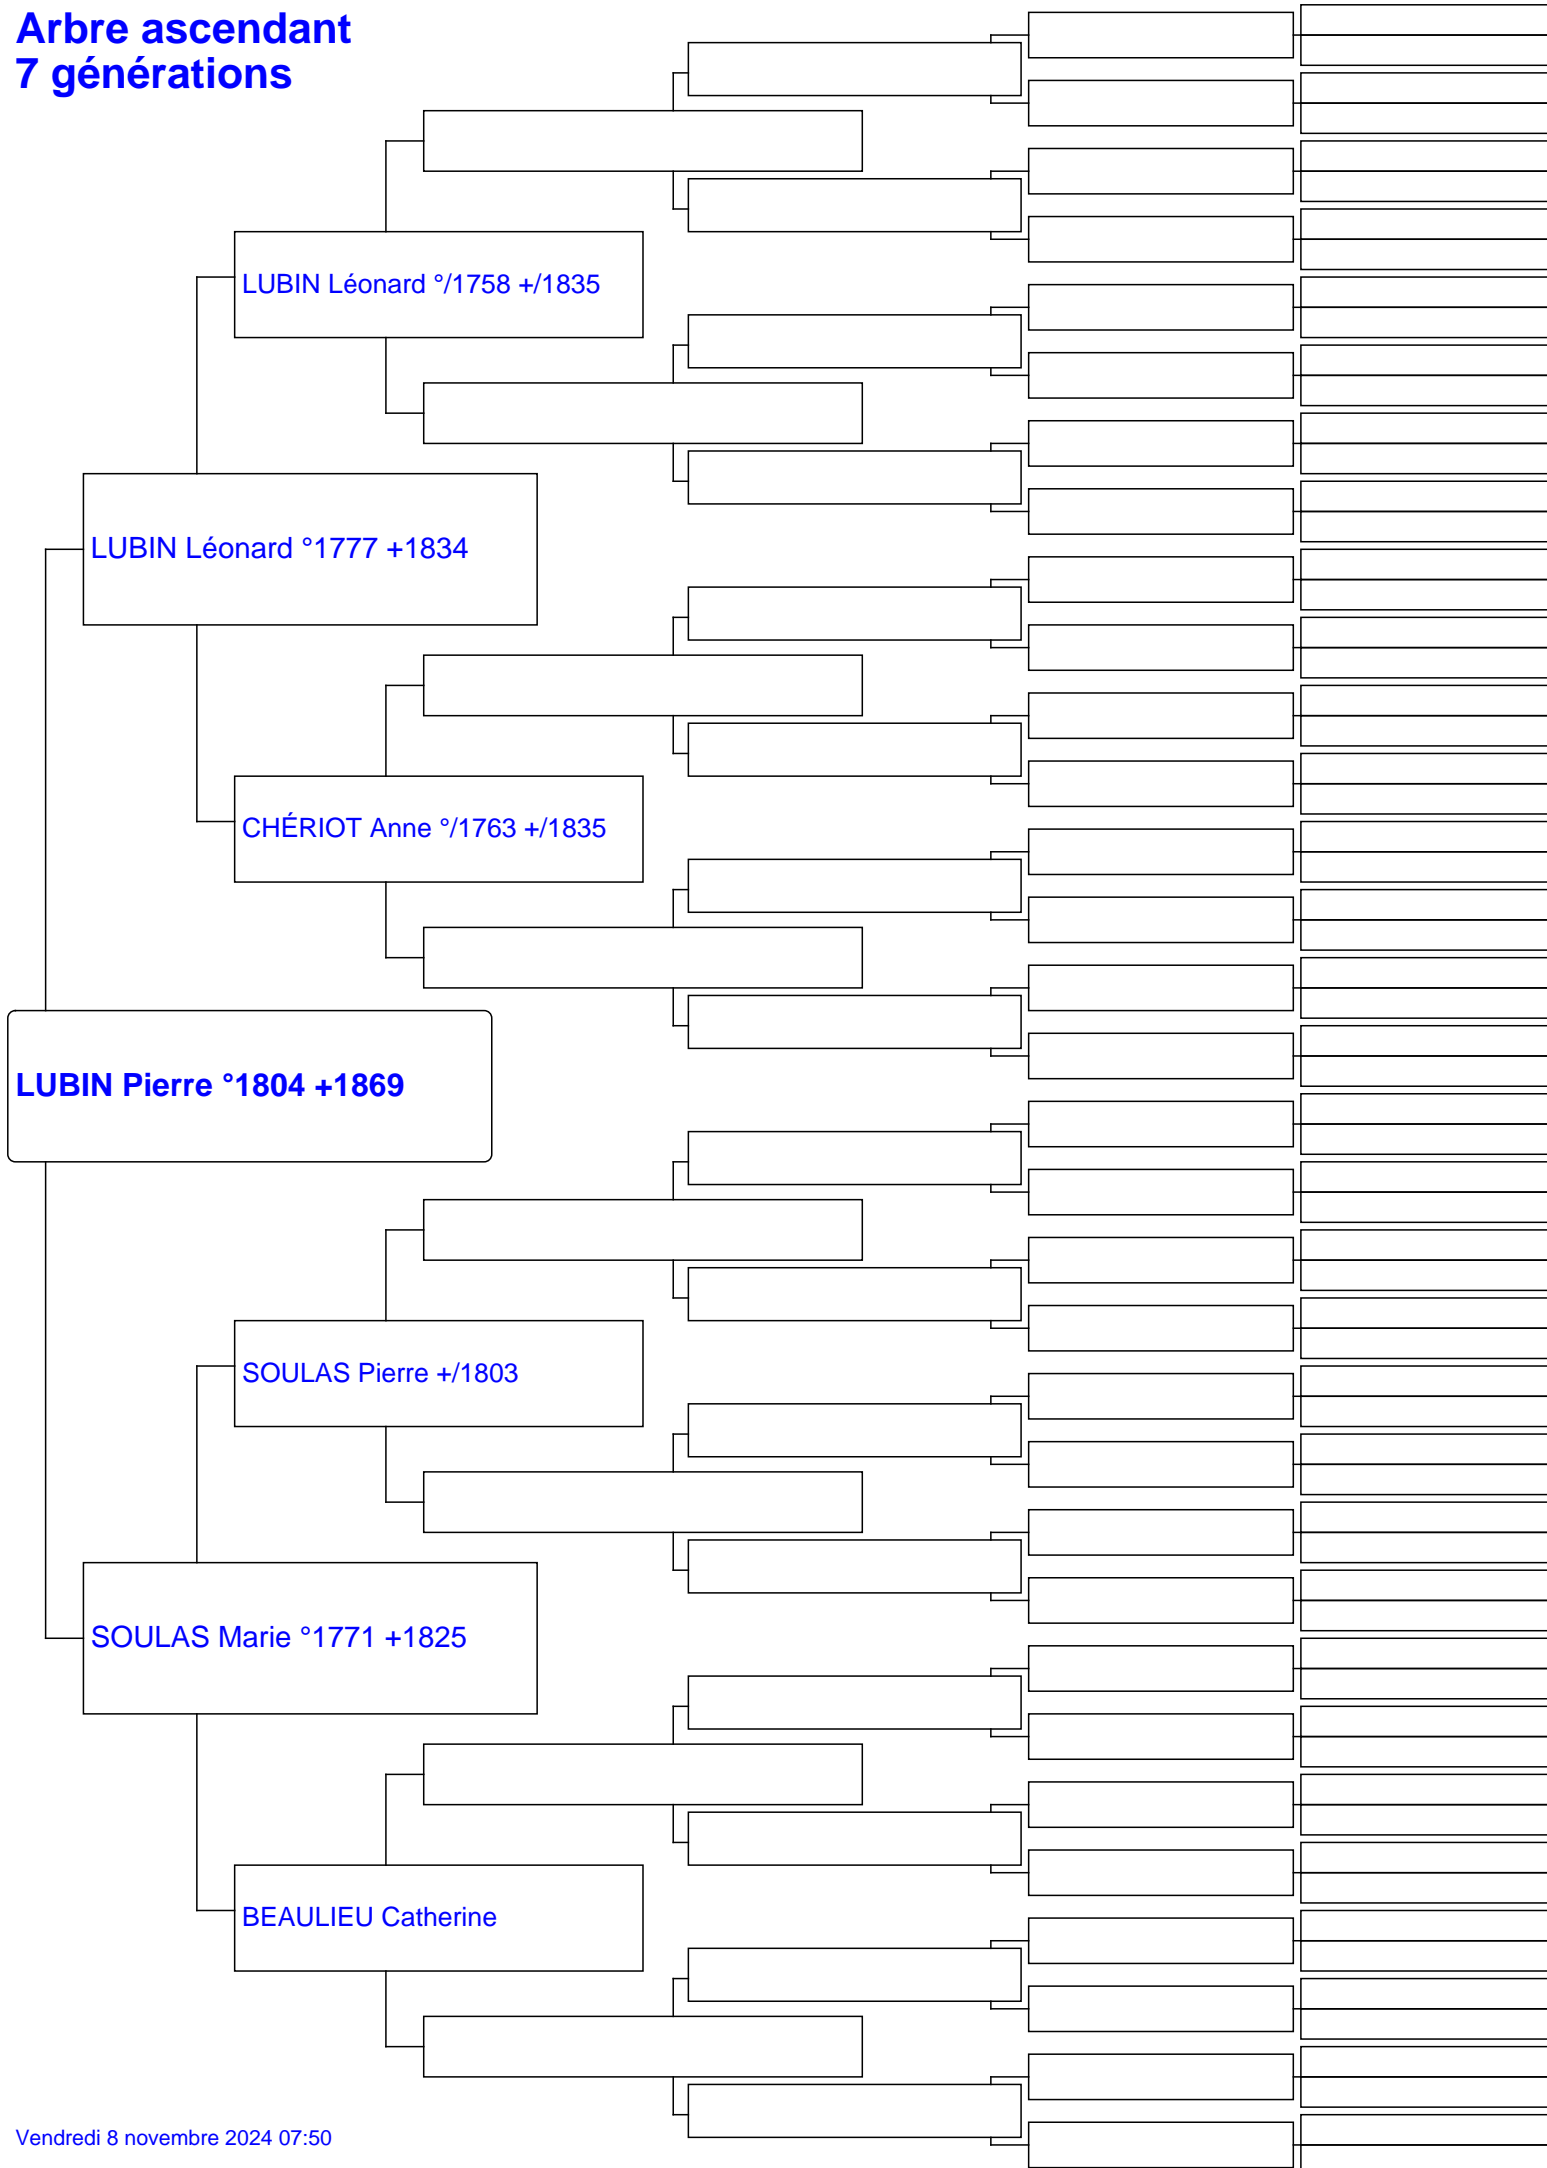 Arbre ascendant
7 générations
LUBIN Léonard °/1758 +/1835
LUBIN Léonard °1777 +1834
CHÉRIOT Anne °/1763 +/1835
LUBIN Pierre °1804 +1869
SOULAS Pierre +/1803
SOULAS Marie °1771 +1825
BEAULIEU Catherine
Vendredi 8 novembre 2024 07:50